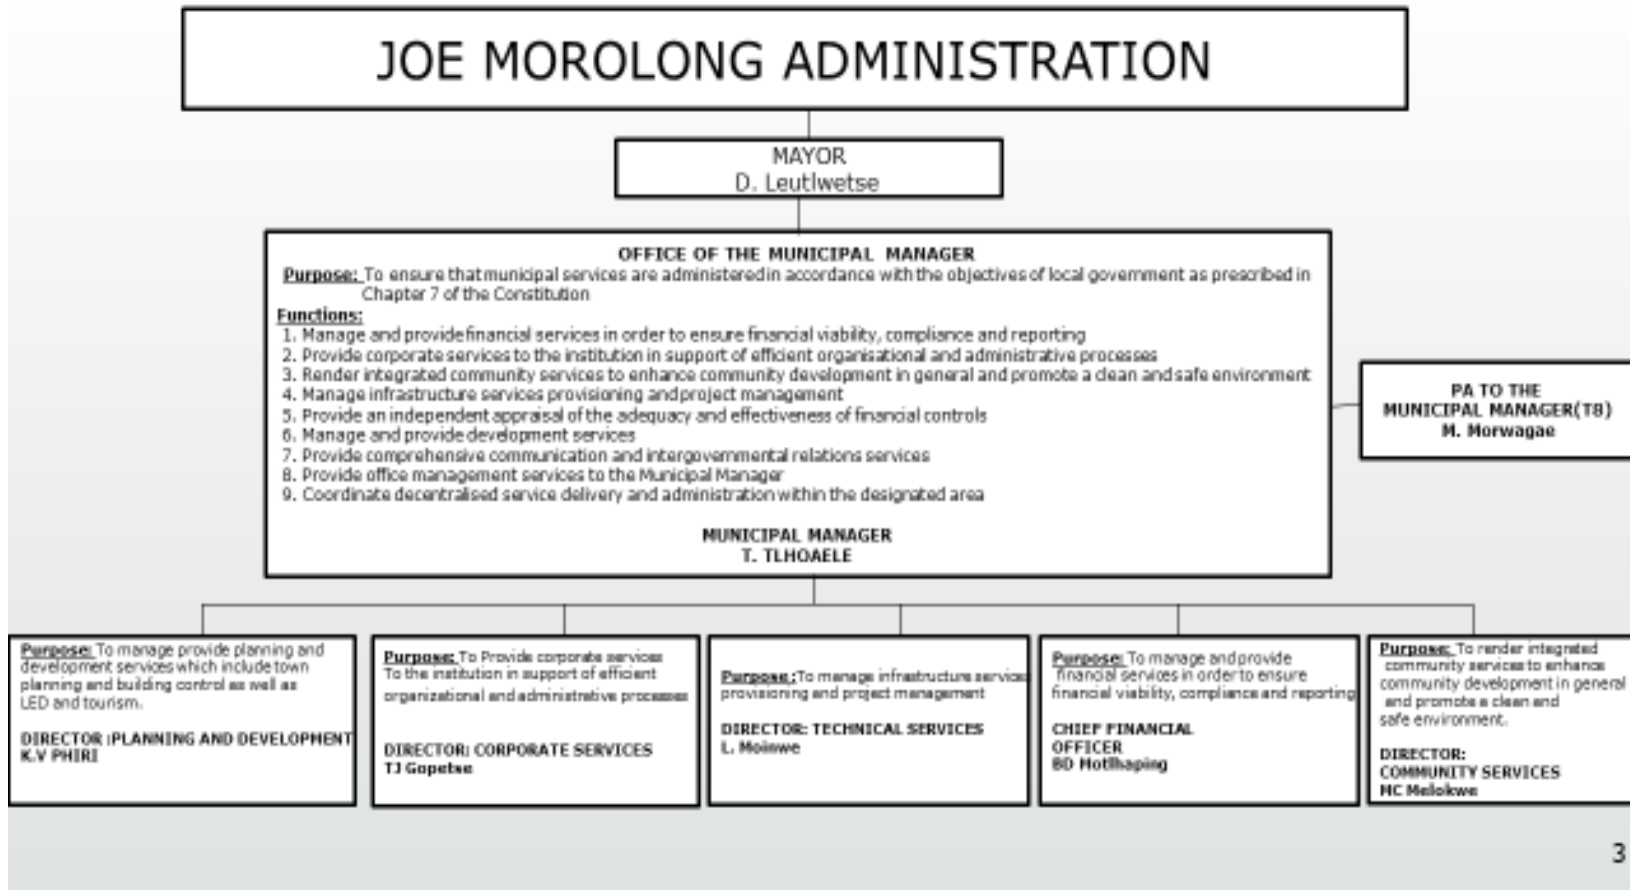 JOE MOROLONG ADMINISTRATION
MAYOR
D. Leutlwetse
OFFICE OF THE MUNICIPAL MANAGER
Purpose: To ensure that municipal services are administered in accordance with the objectives of local government as prescribed in
Chapter 7 of the Constitution
Functions:
1. Manage and provide financial services in order to ensure financial viability, compliance and reporting
2. Provide corporate services to the institution in support of efficient organisational and administrative processes
3. Render integrated community services to enhance community development in general and promote a clean and safe environment
4. Manage infrastructure services provisioning and project management
5. Provide an independent appraisal of the adequacy and effectiveness of financial controls
6. Manage and provide development services
7. Provide comprehensive communication and intergovernmental relations services
8. Provide office management services to the Municipal Manager
9. Coordinate decentralised service delivery and administration within the designated area
MUNICIPAL MANAGER
T. TLHOAELE
PA TO THE
MUNICIPAL MANAGER(T8)
M. Morwagae
Purpose: To manage provide planning and
development services which include town
planning and building control as well as
LED and tourism.
DIRECTOR :PLANNING AND DEVELOPMENT
K.V PHIRI
Purpose: To Provide corporate services
To the institution in support of efficient
organizational and administrative processes
DIRECTOR: CORPORATE SERVICES
TJ Gopetse
Purpose :To manage infrastructure services
provisioning and project management
DIRECTOR: TECHNICAL SERVICES
L. Moinwe
Purpose: To manage and provide
financial services in order to ensure
financial viability, compliance and reporting
CHIEF FINANCIAL
OFFICER
BD Motlhaping
Purpose: To render integrated
community services to enhance
community development in general
and promote a clean and
safe environment.
DIRECTOR:
COMMUNITY SERVICES
MC Melokwe
3